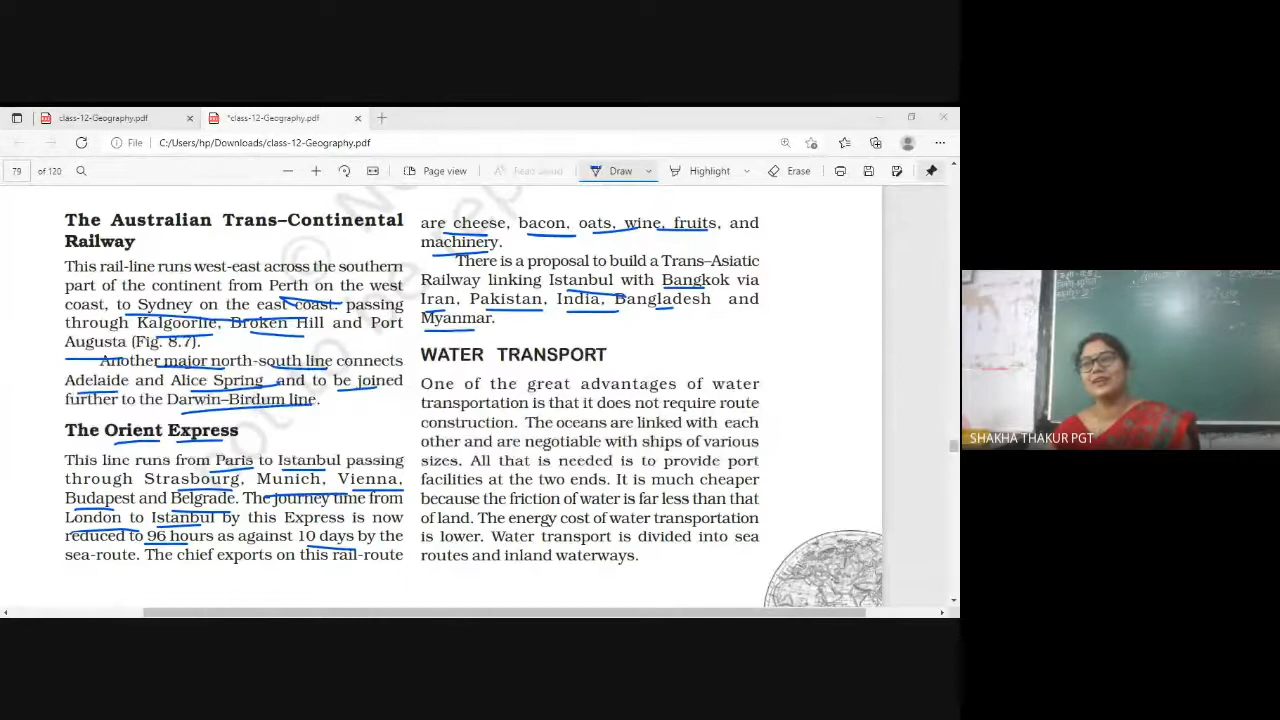 class-12-Geography.pdf
*class-12-Geography.pdf
File
C:/Users/hp/Downloads/class-12-Geography.pdf
79 of 120
Page view
Read aloud
Draw
Highlight
Erase
The Australian Trans–Continental
Railway
This rail-line runs west-east across the southern
part of the continent from Perth on the west
coast, to Sydney on the east coast. passing
through Kalgoorlie, Broken Hill and Port
Augusta (Fig. 8.7).
Another major north-south line connects
Adelaide and Alice Spring and to be joined
further to the Darwin–Birdum line.
The Orient Express
This line runs from Paris to Istanbul passing
through Strasbourg, Munich, Vienna,
Budapest and Belgrade. The journey time from
London to Istanbul by this Express is now
reduced to 96 hours as against 10 days by the
sea-route. The chief exports on this rail-route
are cheese, bacon, oats, wine, fruits, and
machinery.
There is a proposal to build a Trans–Asiatic
Railway linking Istanbul with Bangkok via
Iran, Pakistan, India, Bangladesh and
Myanmar.
WATER TRANSPORT
One of the great advantages of water
transportation is that it does not require route
construction. The oceans are linked with each
other and are negotiable with ships of various
sizes. All that is needed is to provide port
facilities at the two ends. It is much cheaper
because the friction of water is far less than that
of land. The energy cost of water transportation
is lower. Water transport is divided into sea
routes and inland waterways.
SHAKHA THAKUR PGT